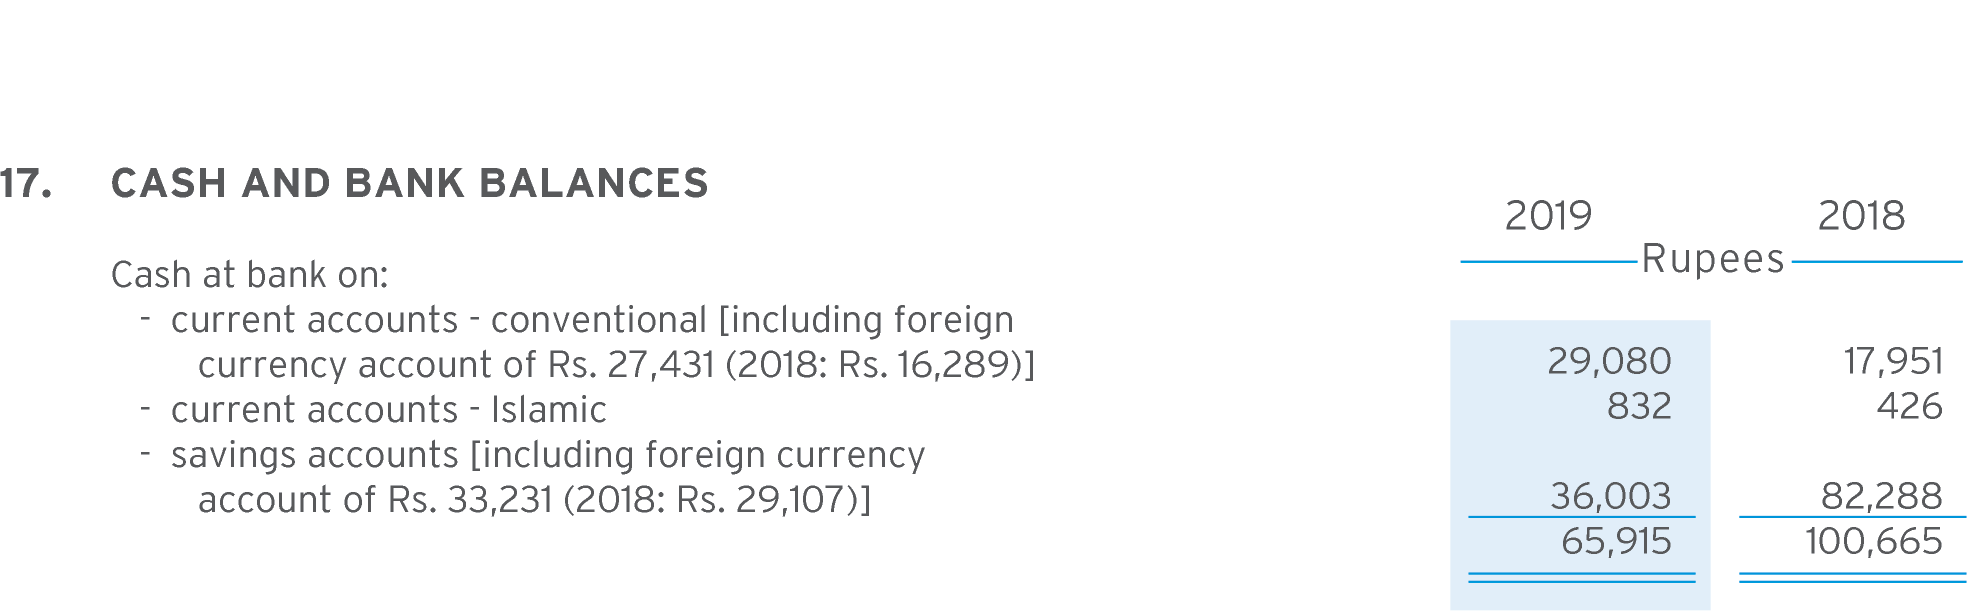 17. CASH AND BANK BALANCES
2019 2018
Rupees
Cash at bank on:
- current accounts - conventional [including foreign
currency account of Rs. 27,431 (2018: Rs. 16,289)] 29,080 17,951
- current accounts - Islamic 832 426
- savings accounts [including foreign currency
account of Rs. 33,231 (2018: Rs. 29,107)] 36,003 82,288
65,915 100,665